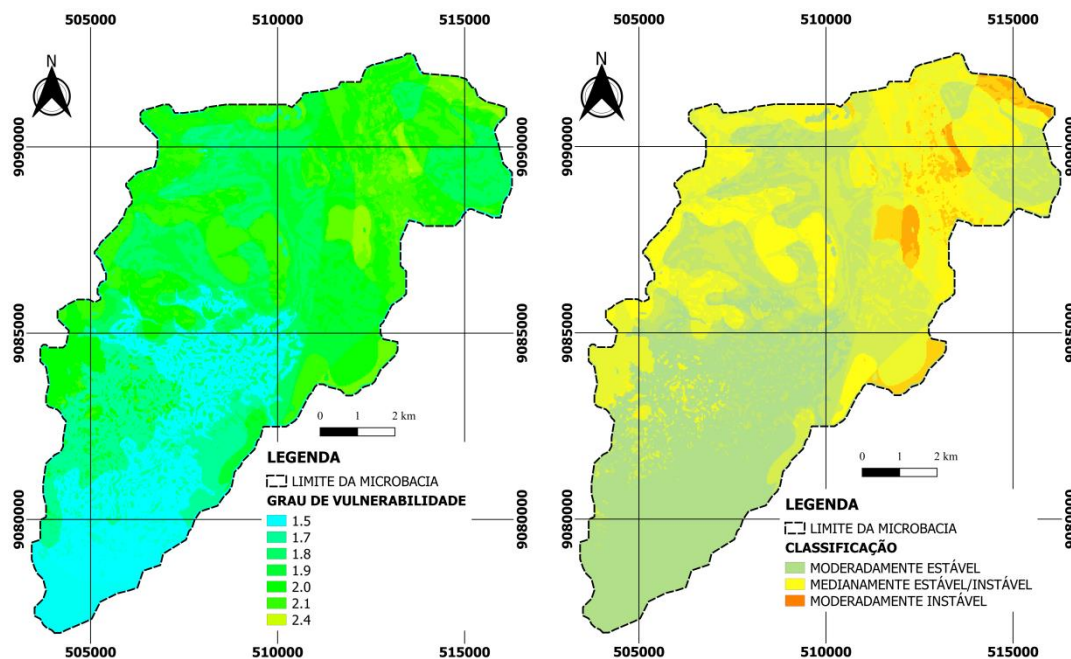 505000 510000 515000
N
9090000 9090000
9085000 9085000
9080000 9080000
0 1 2 km
LEGENDA
LIMITE DA MICROBACIA
GRAU DE VULNERABILIDADE
1.5
1.7
1.8
1.9
2.0
2.1
2.4
505000 510000 515000
505000 510000 515000
N
9090000 9090000
9085000 9085000
9080000 9080000
0 1 2 km
LEGENDA
LIMITE DA MICROBACIA
CLASSIFICAÇÃO
MODERADAMENTE ESTÁVEL
MEDIANAMENTE ESTÁVEL/INSTÁVEL
MODERADAMENTE INSTÁVEL
505000 510000 515000